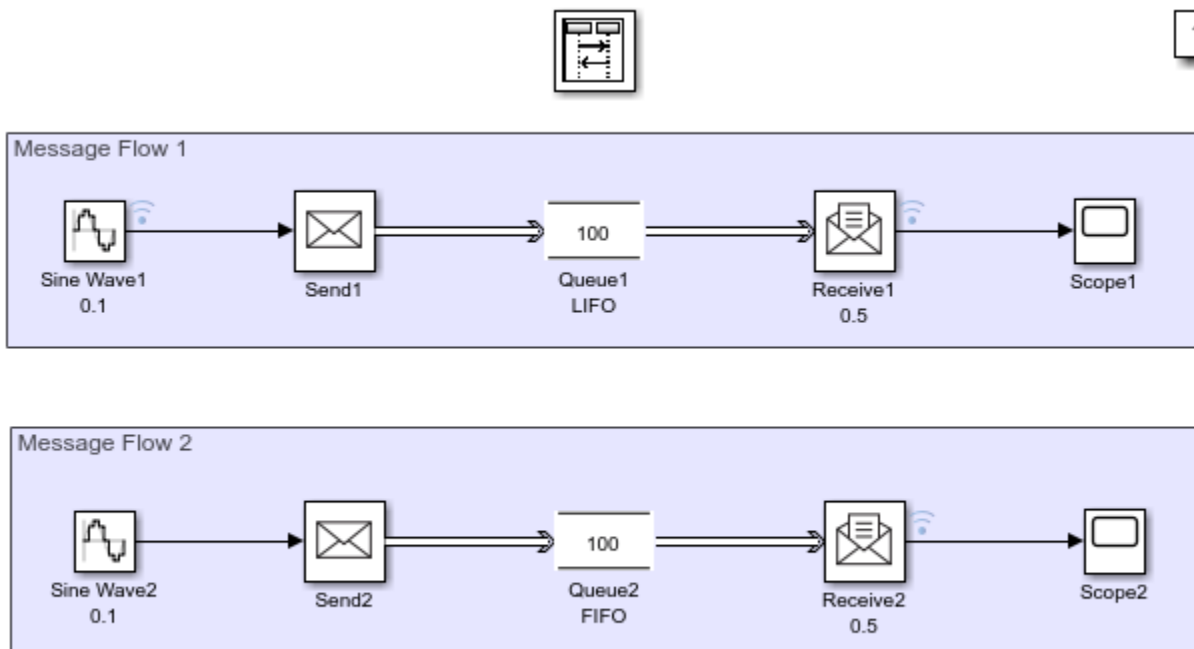 Message Flow 1
100
Sine Wave1
0.1
Send1
Queue1
LIFO
Receive1
0.5
Scope1
Message Flow 2
100
Sine Wave2
0.1
Send2
Queue2
FIFO
Receive2
0.5
Scope2